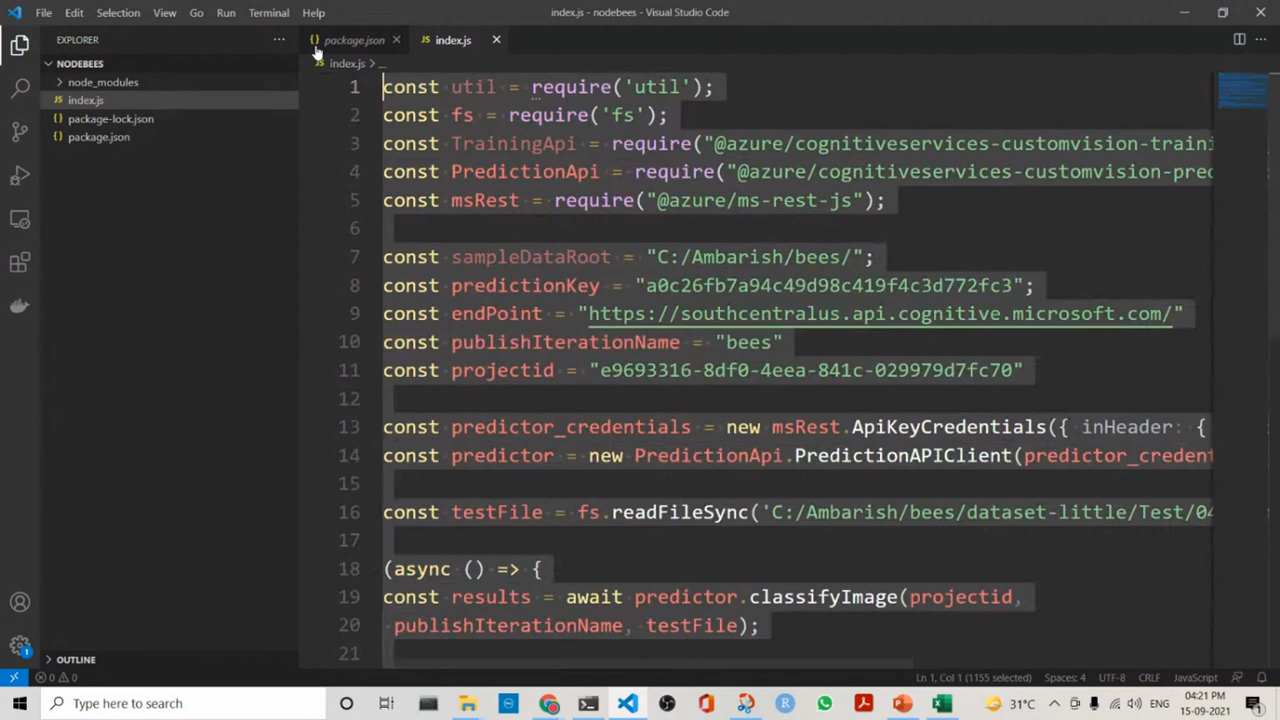 File Edit Selection View Go Run Terminal Help
index.js - nodebees - Visual Studio Code
EXPLORER
NODEBEES
node_modules
index.js
package-lock.json
package.json
OUTLINE
{} package.json
index.js
index.js > ...
1 const util = require('util');
2 const fs = require('fs');
3 const TrainingApi = require("@azure/cognitiveservices-customvision-traini
4 const PredictionApi = require("@azure/cognitiveservices-customvision-prec
5 const msRest = require("@azure/ms-rest-js");
6
7 const sampleDataRoot = "C:/Ambarish/bees/";
8 const predictionKey = "a0c26fb7a94c49d98c419f4c3d772fc3";
9 const endPoint = "https://southcentralus.api.cognitive.microsoft.com/"
10 const publishIterationName = "bees"
11 const projectid = "e9693316-8df0-4eea-841c-029979d7fc70"
12
13 const predictor_credentials = new msRest.ApiKeyCredentials({ inHeader: {
14 const predictor = new PredictionApi.PredictionAPIClient(predictor_credent
15
16 const testFile = fs.readFileSync('C:/Ambarish/bees/dataset-little/Test/04
17
18 (async () => {
19 const results = await predictor.classifyImage(projectid,
20 publishIterationName, testFile);
21
0 0
Ln 1, Col 1 (1155 selected) Spaces: 4 UTF-8 CRLF JavaScript
Type here to search
31°C ENG 04:21 PM
15-09-2021